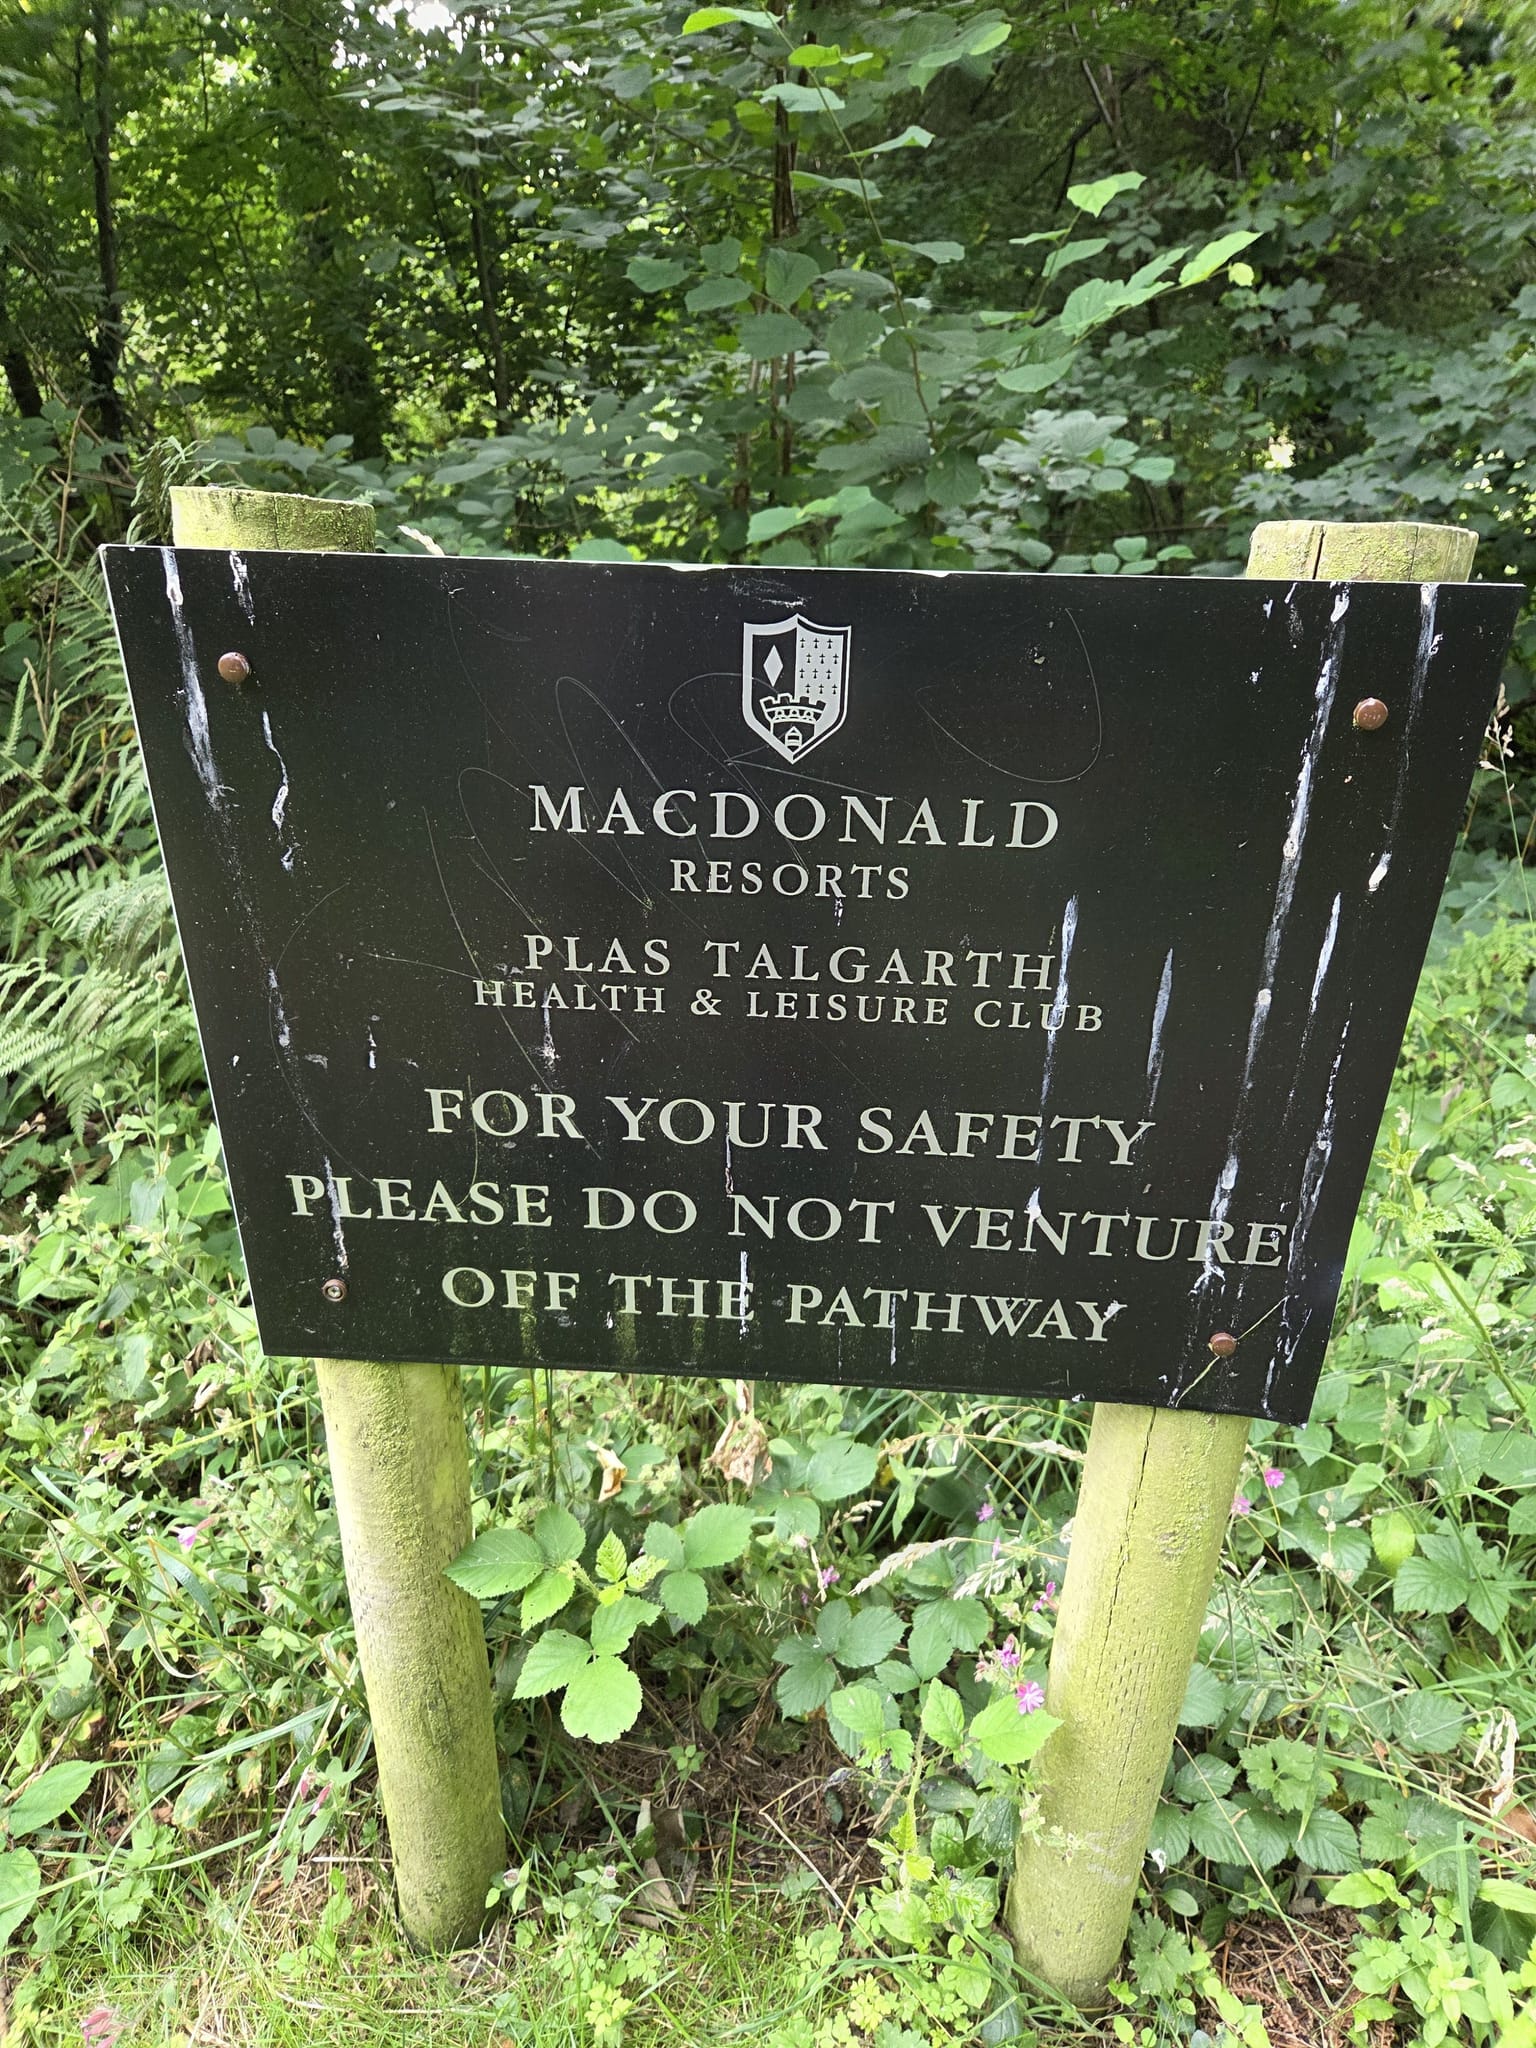 MACDONALD
RESORTS
PLAS TALGARTH
HEALTH & LEISURE CLUB
FOR YOUR SAFETY
PLEASE DO NOT VENTURE
OFF THE PATHWAY